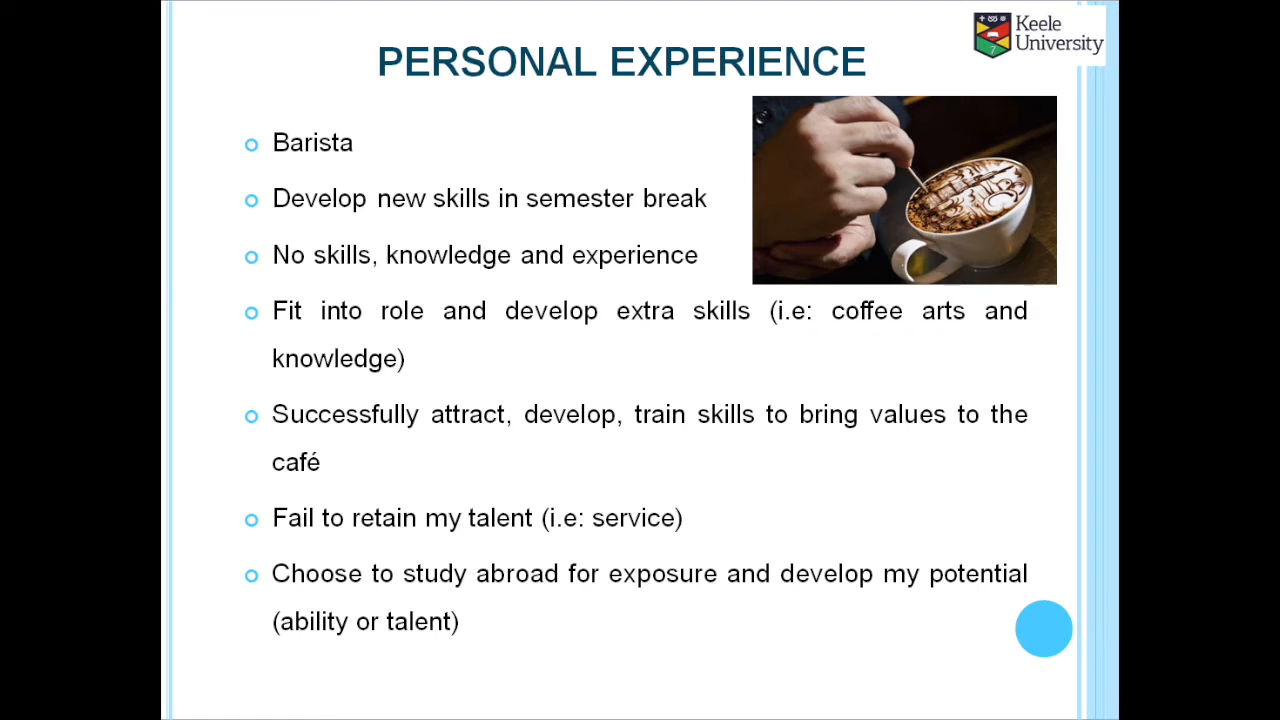 Keele
University
PERSONAL EXPERIENCE
Barista
Develop new skills in semester break
No skills, knowledge and experience
Fit into role and develop extra skills (i.e: coffee arts and
knowledge)
Successfully attract, develop, train skills to bring values to the
café
Fail to retain my talent (i.e: service)
Choose to study abroad for exposure and develop my potential
(ability or talent)